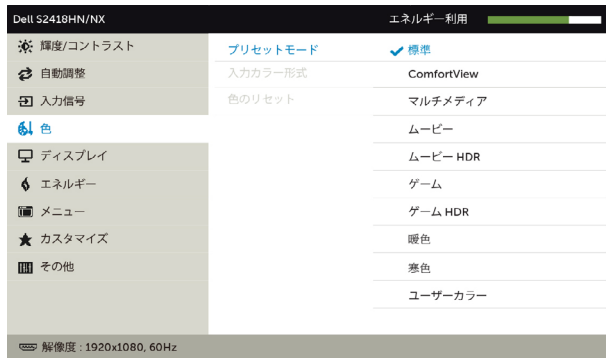 Dell S2418HN/NX
エネルギー利用
輝度/コントラスト
自動調整
入力信号
色
ディスプレイ
エネルギー
メニュー
カスタマイズ
その他
プリセットモード
入力カラー形式
色のリセット
標準
ComfortView
マルチメディア
ムービー
ムービー HDR
ゲーム
ゲーム HDR
暖色
寒色
ユーザーカラー
解像度 : 1920x1080, 60Hz